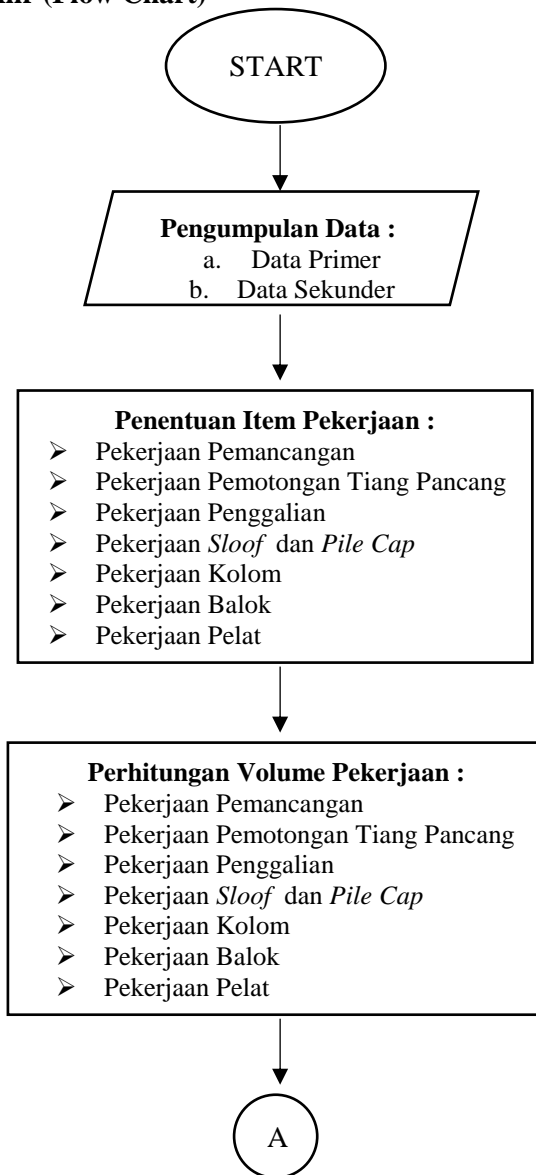 (Flow Chart)
START
Pengumpulan Data :
a. Data Primer
b. Data Sekunder
Penentuan Item Pekerjaan :
➤ Pekerjaan Pemancangan
➤ Pekerjaan Pemotongan Tiang Pancang
➤ Pekerjaan Penggalian
➤ Pekerjaan Sloof dan Pile Cap
➤ Pekerjaan Kolom
➤ Pekerjaan Balok
➤ Pekerjaan Pelat
Perhitungan Volume Pekerjaan :
➤ Pekerjaan Pemancangan
➤ Pekerjaan Pemotongan Tiang Pancang
➤ Pekerjaan Penggalian
➤ Pekerjaan Sloof dan Pile Cap
➤ Pekerjaan Kolom
➤ Pekerjaan Balok
➤ Pekerjaan Pelat
A